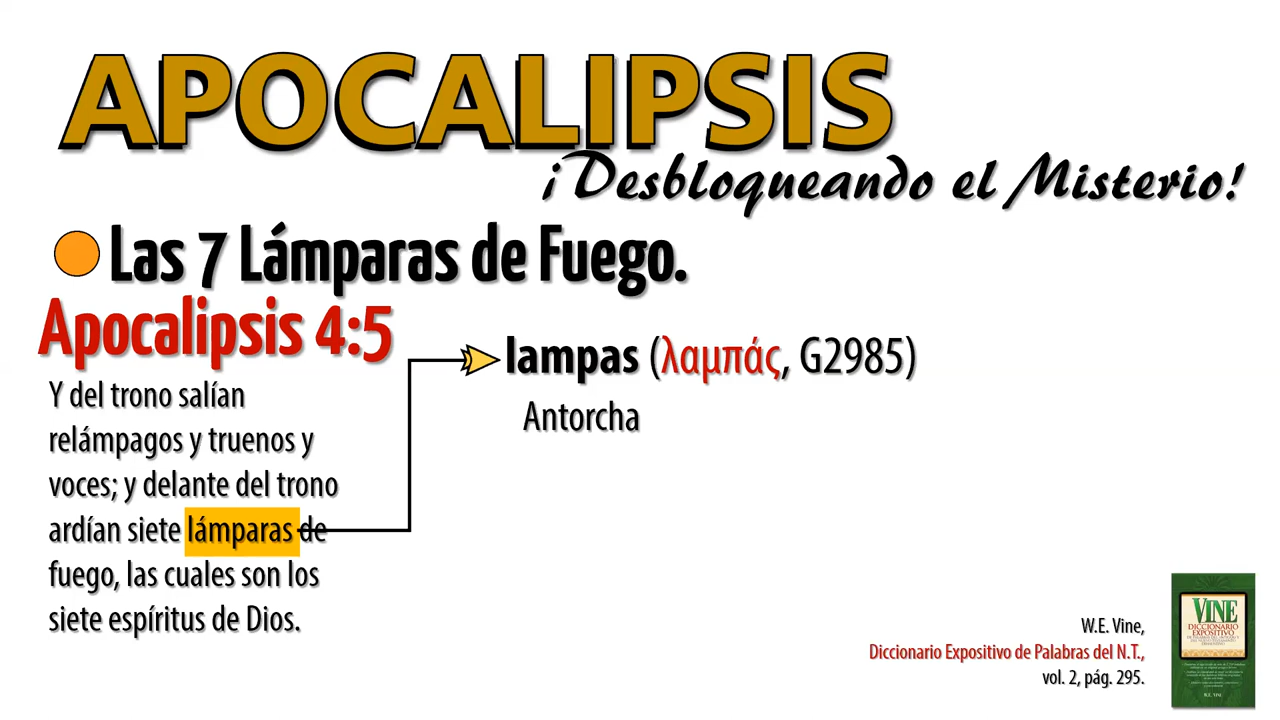 APOCALIPSIS
¡Desbloqueando el Misterio!
Las 7 Lámparas de Fuego.
Apocalipsis 4:5
Y del trono salían
relámpagos y truenos y
voces; y delante del trono
ardían siete lámparas de
fuego, las cuales son los
siete espíritus de Dios.
lampas (λαμπάς, G2985)
Antorcha
W.E. Vine,
Diccionario Expositivo de Palabras del N.T.,
vol. 2, pág. 295.
VINE
DICCIONARIO
EXPOSITIVO
W.E. VINE